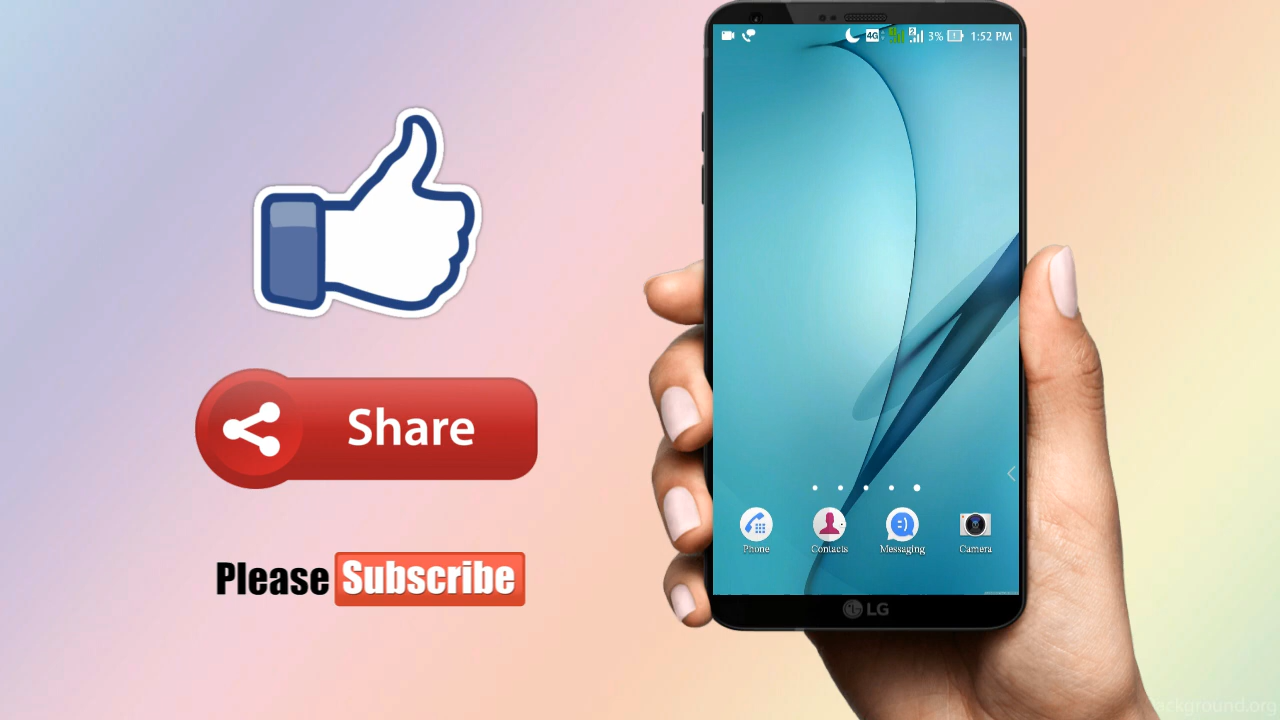 4G 3% 1:52 PM
Share
Please Subscribe
Phone Contacts Messaging Camera
LG